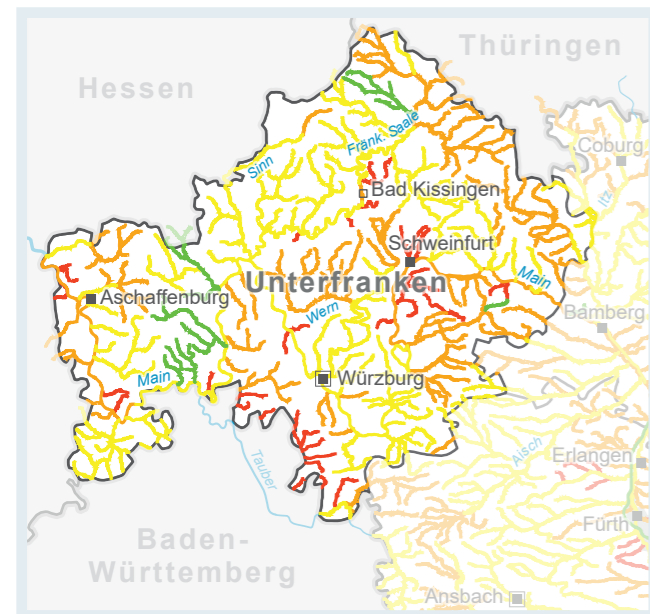 Thüringen
Hessen
Coburg
Fränk. Saale
Sinn
Itz
Bad Kissingen
Schweinfurt
Unterfranken
Main
Aschaffenburg
Wern
Bamberg
Main
Würzburg
Aisch
Tauber
Erlangen
Fürth
Baden-
Württemberg
Ansbach